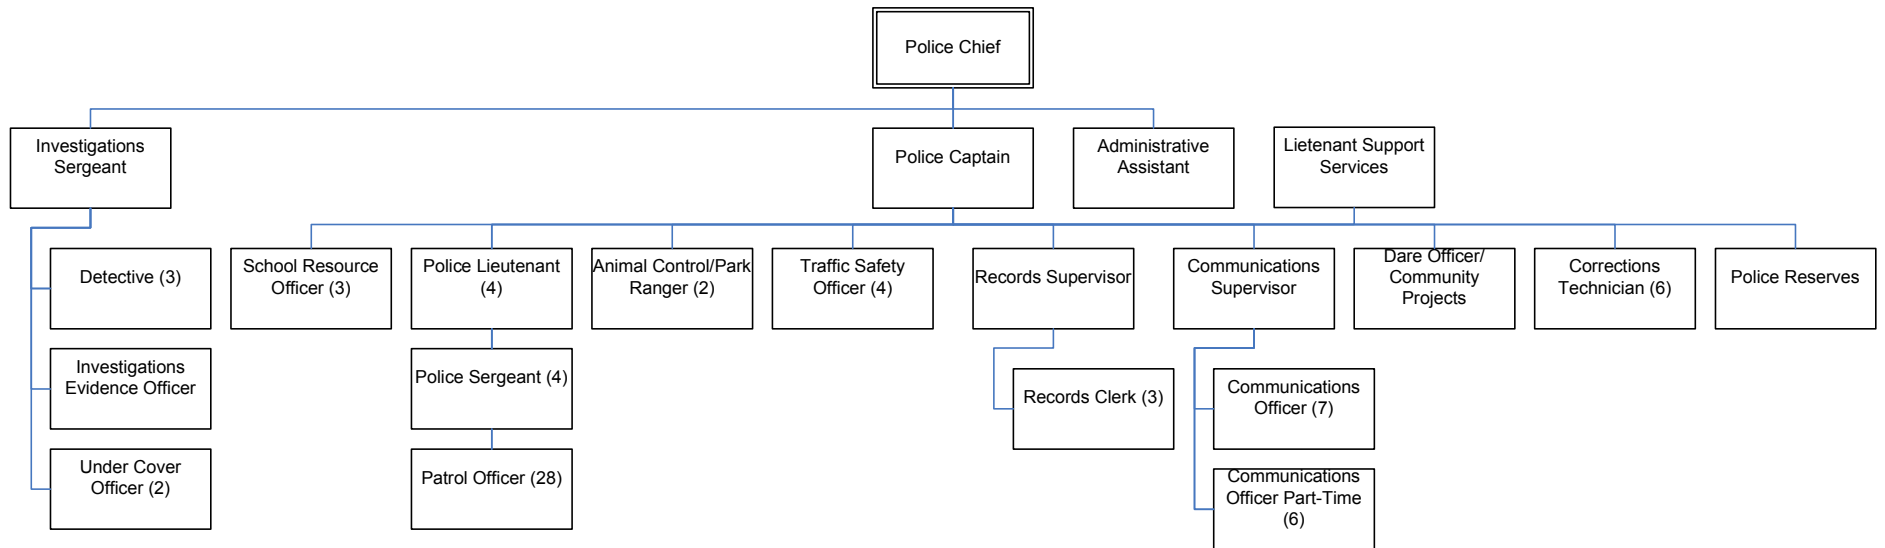 Police Chief
Investigations
Sergeant
Police Captain
Administrative
Assistant
Lietenant Support
Services
Detective (3)
School Resource
Officer (3)
Police Lieutenant
(4)
Animal Control/Park
Ranger (2)
Traffic Safety
Officer (4)
Records Supervisor
Communications
Supervisor
Dare Officer/
Community
Projects
Corrections
Technician (6)
Police Reserves
Investigations
Evidence Officer
Police Sergeant (4)
Records Clerk (3)
Communications
Officer (7)
Under Cover
Officer (2)
Patrol Officer (28)
Communications
Officer Part-Time
(6)